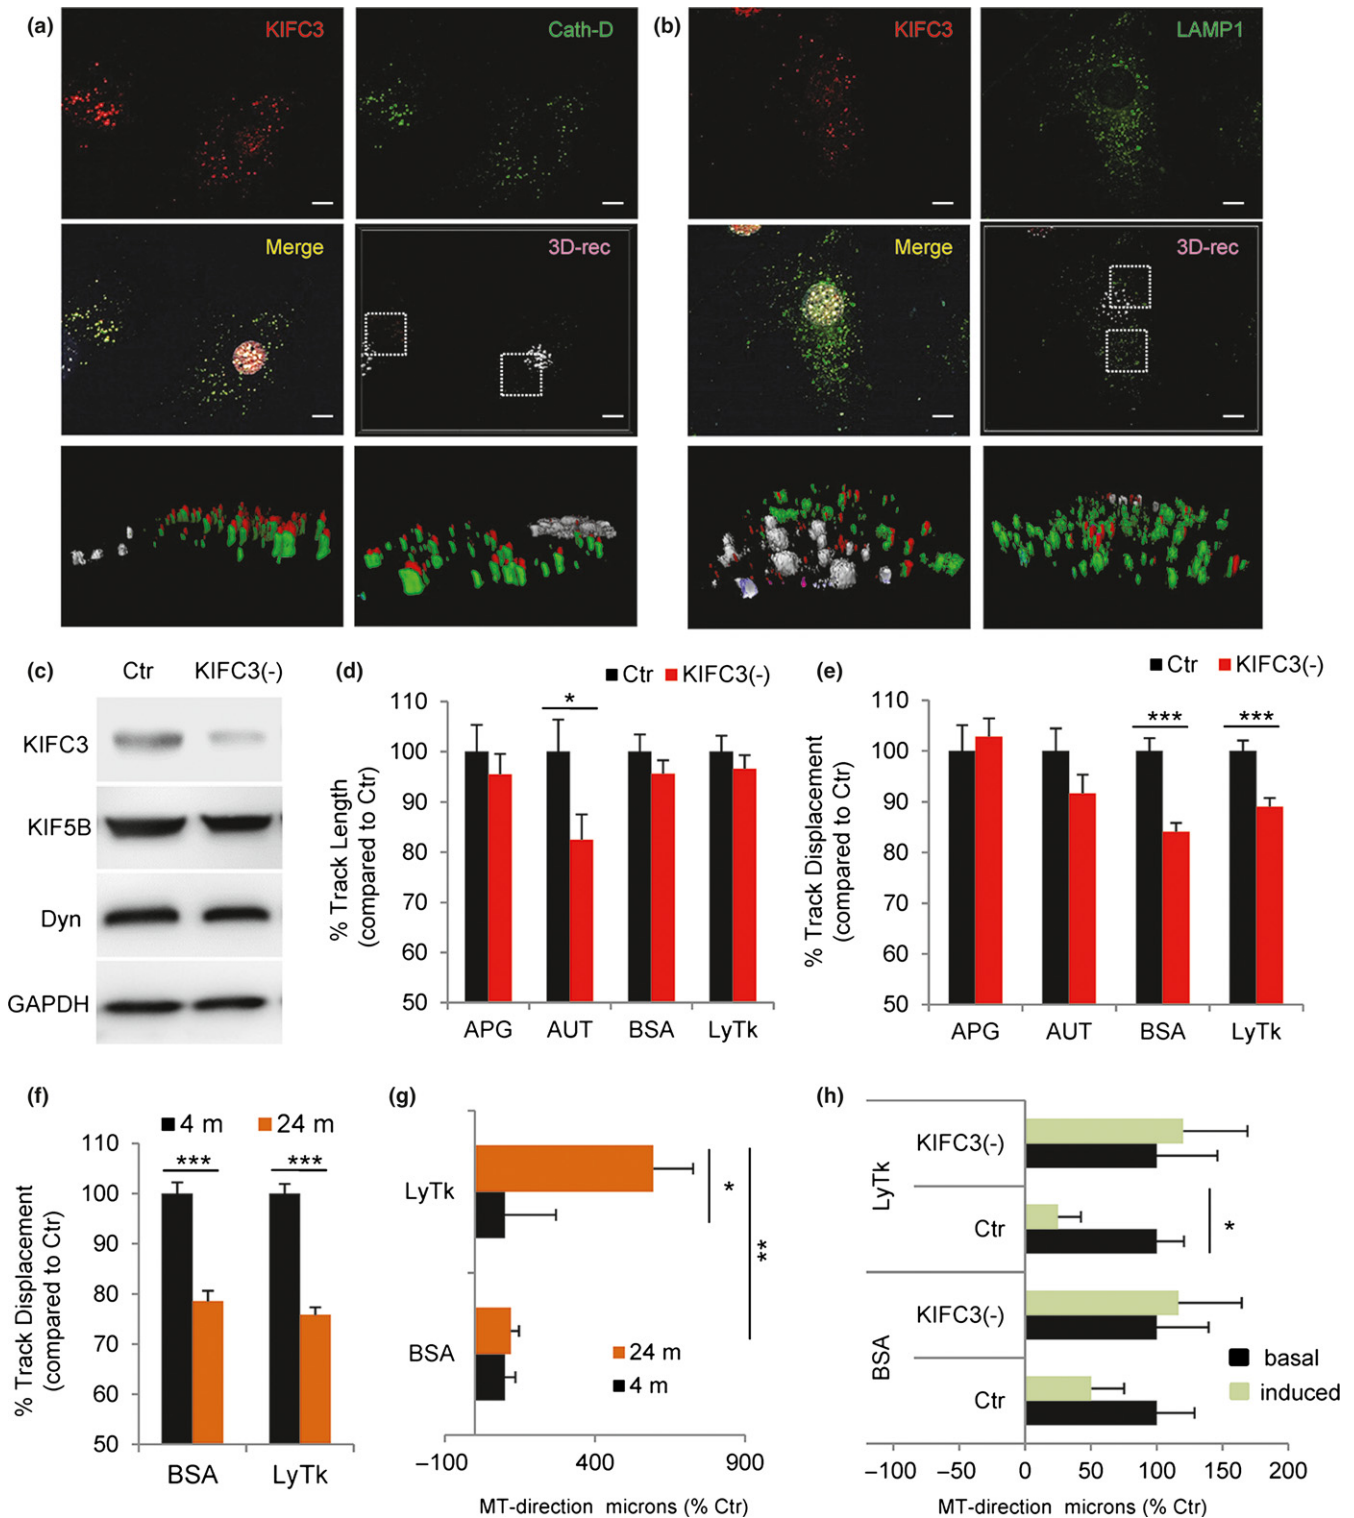 (a)
KIFC3
Cath-D
Merge
3D-rec
(b)
KIFC3
LAMP1
Merge
3D-rec
(c)
Ctr KIFC3(-)
KIFC3
KIF5B
Dyn
GAPDH
(d)
Ctr KIFC3(-)
% Track Length
(compared to Ctr)
110
100
90
80
70
60
50
*
APG AUT BSA LyTk
(e)
Ctr KIFC3(-)
% Track Displacement
(compared to Ctr)
110
100
90
80
70
60
50
*** ***
APG AUT BSA LyTk
(f)
4 m 24 m
% Track Displacement
(compared to Ctr)
110
100
90
80
70
60
50
*** ***
BSA LyTk
(g)
LyTk
BSA
*
**
24 m
4 m
−100 400 900
MT-direction microns (% Ctr)
(h)
LyTk
KIFC3(-)
Ctr
*
BSA
KIFC3(-)
Ctr
basal
induced
−100 −50 0 50 100 150 200
MT-direction microns (% Ctr)